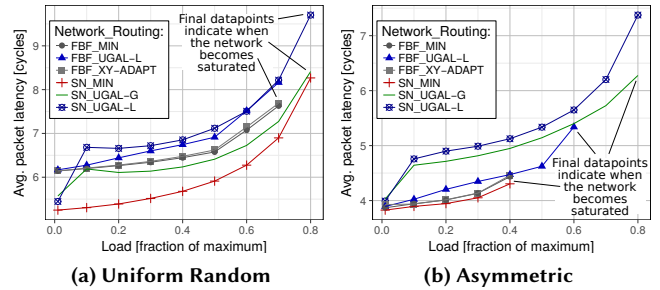 Final datapoints
indicate when
the network
becomes
saturated
Network_Routing:
FBF_MIN
FBF_UGAL-L
FBF_XY-ADAPT
SN_MIN
SN_UGAL-G
SN_UGAL-L
Avg. packet latency [cycles]
9
8
7
6
0.0
0.2
0.4
0.6
0.8
Load [fraction of maximum]
(a) Uniform Random
Network_Routing:
FBF_MIN
FBF_UGAL-L
FBF_XY-ADAPT
SN_MIN
SN_UGAL-G
SN_UGAL-L
Final datapoints
indicate when
the network
becomes
saturated
Avg. packet latency [cycles]
7
6
5
4
0.0
0.2
0.4
0.6
0.8
Load [fraction of maximum]
(b) Asymmetric